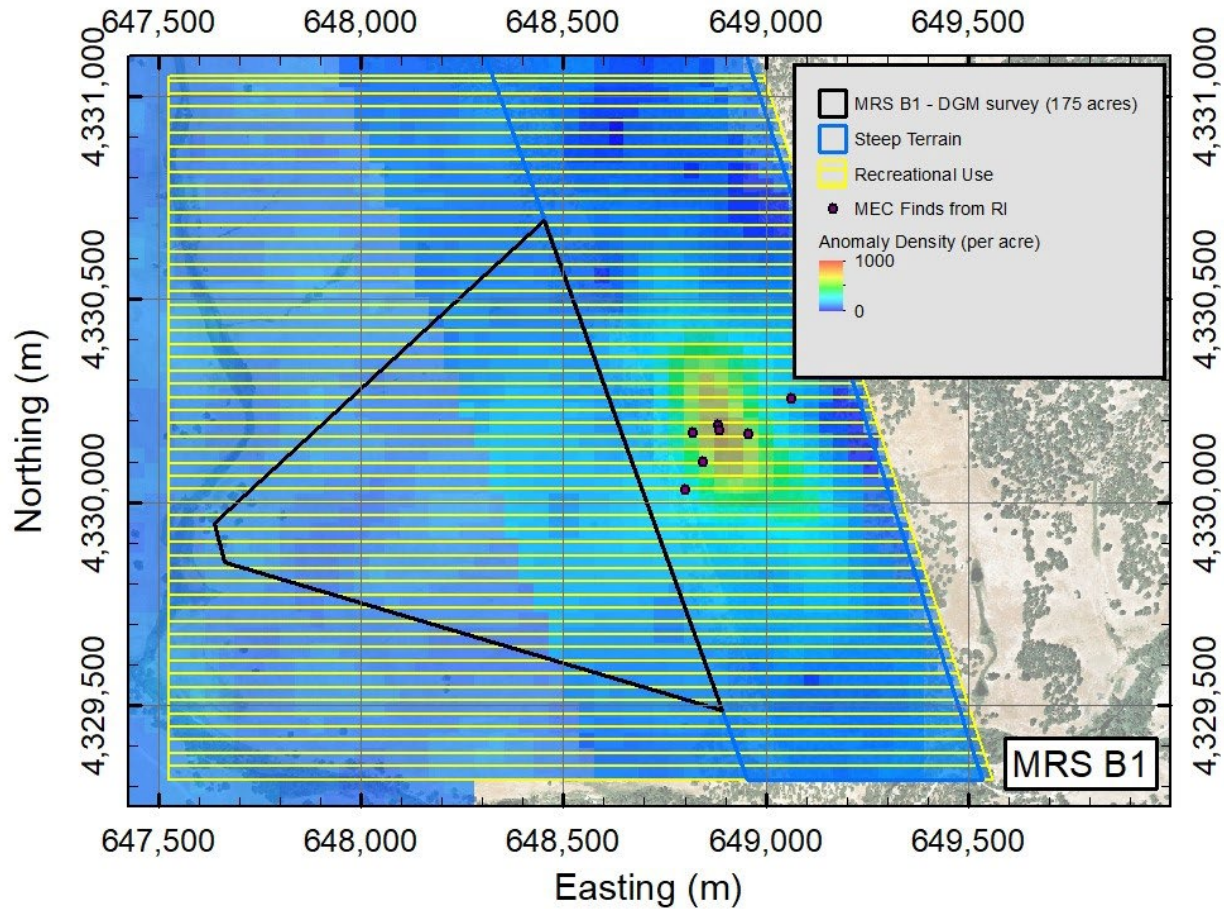 647,500 648,000 648,500 649,000 649,500
4,331,000
4,330,500
4,330,000
4,329,500
Northing (m)
MRS B1 - DGM survey (175 acres)
Steep Terrain
Recreational Use
MEC Finds from RI
Anomaly Density (per acre)
1000
0
4,331,000
4,330,500
4,330,000
4,329,500
MRS B1
647,500 648,000 648,500 649,000 649,500
Easting (m)